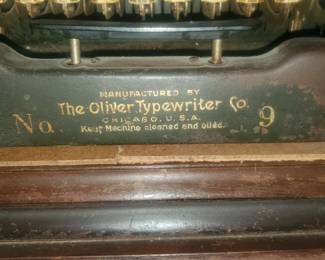 MANUFACTURED BY
The Oliver Typewriter Co.
CHICAGO, U.S.A.
No. 9
Keep Machine cleaned and oiled.